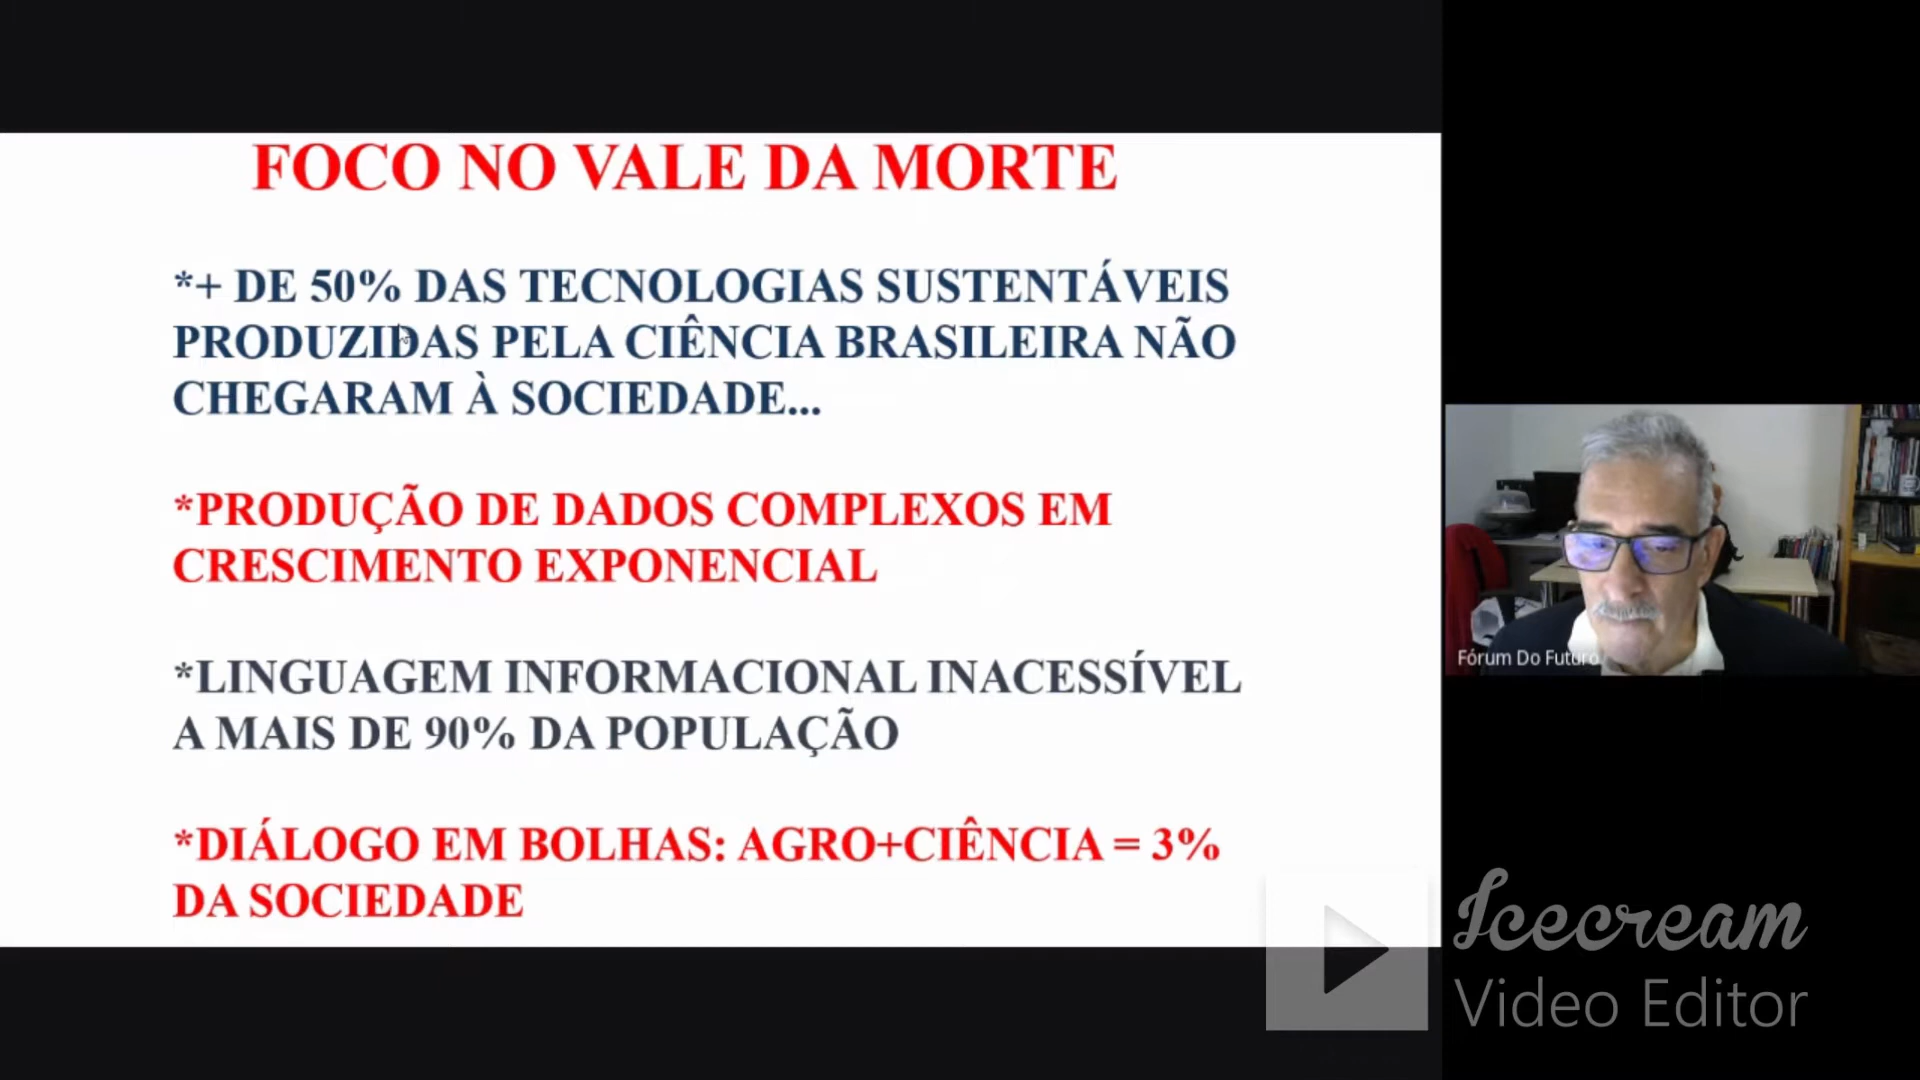 FOCO NO VALE DA MORTE
*+ DE 50% DAS TECNOLOGIAS SUSTENTÁVEIS
PRODUZIDAS PELA CIÊNCIA BRASILEIRA NÃO
CHEGARAM À SOCIEDADE...
*PRODUÇÃO DE DADOS COMPLEXOS EM
CRESCIMENTO EXPONENCIAL
*LINGUAGEM INFORMACIONAL INACESSÍVEL
A MAIS DE 90% DA POPULAÇÃO
*DIÁLOGO EM BOLHAS: AGRO+CIÊNCIA = 3%
DA SOCIEDADE
Fórum Do Futuro
Icecream
Video Editor